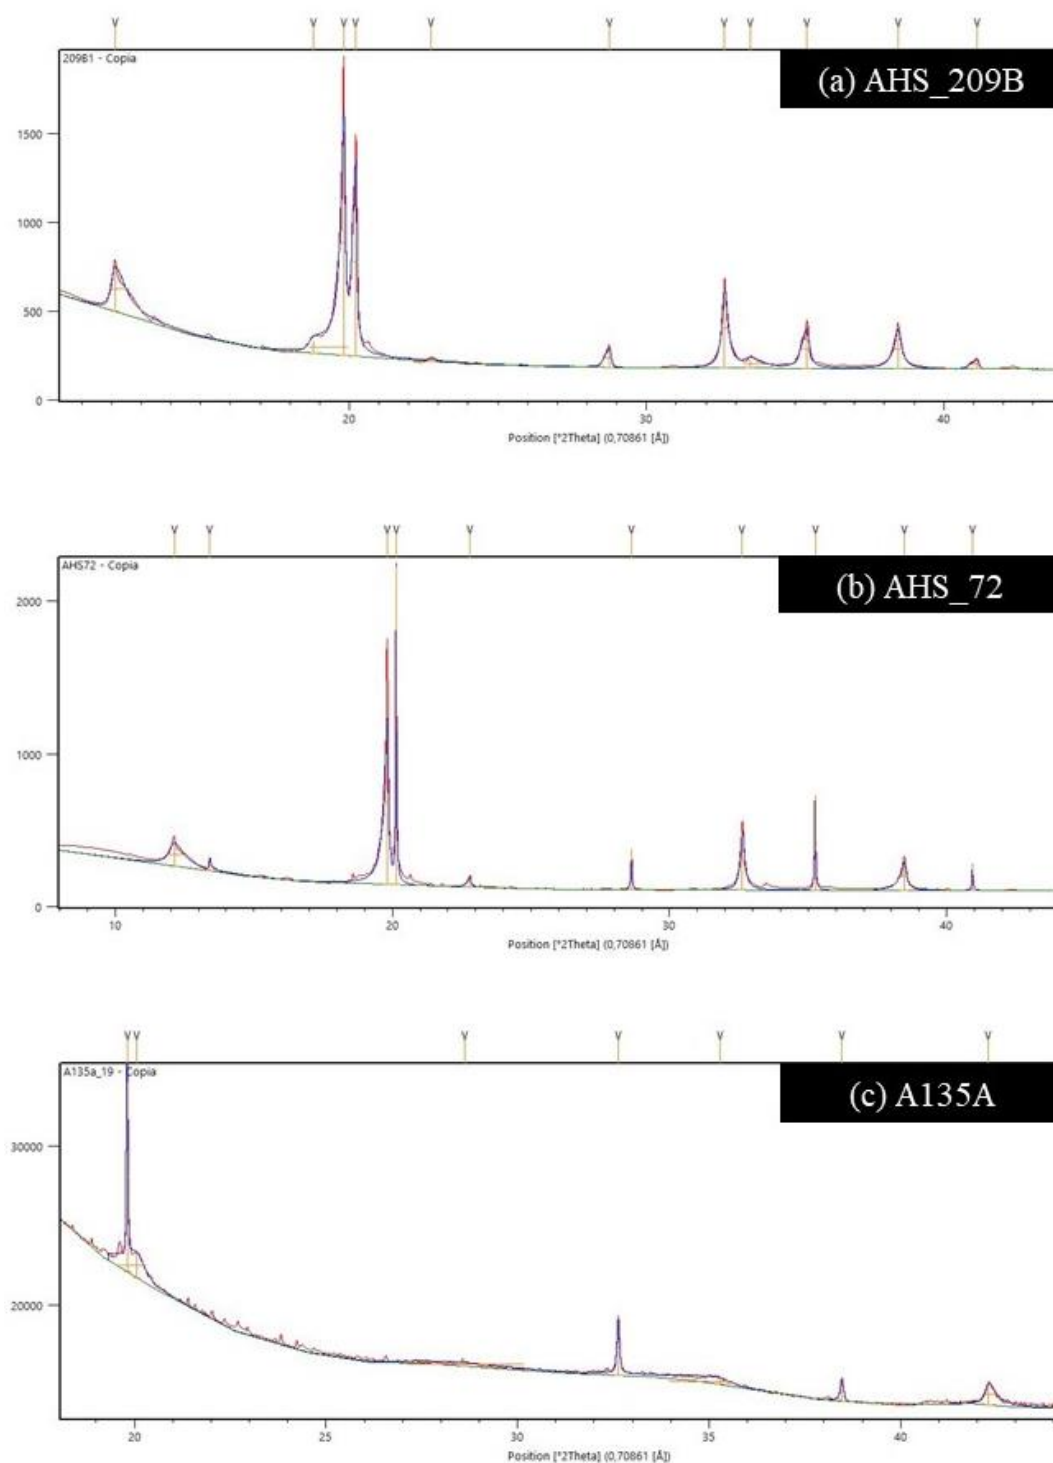 209B1 - Copia
(a) AHS_209B
1500
1000
500
0
20
30
40
Position [°2Theta] (0,70861 [Å])
AHS72 - Copia
(b) AHS_72
2000
1000
0
10
20
30
40
Position [°2Theta] (0,70861 [Å])
A135a_19 - Copia
(c) A135A
30000
20000
20
25
30
35
40
Position [°2Theta] (0,70861 [Å])